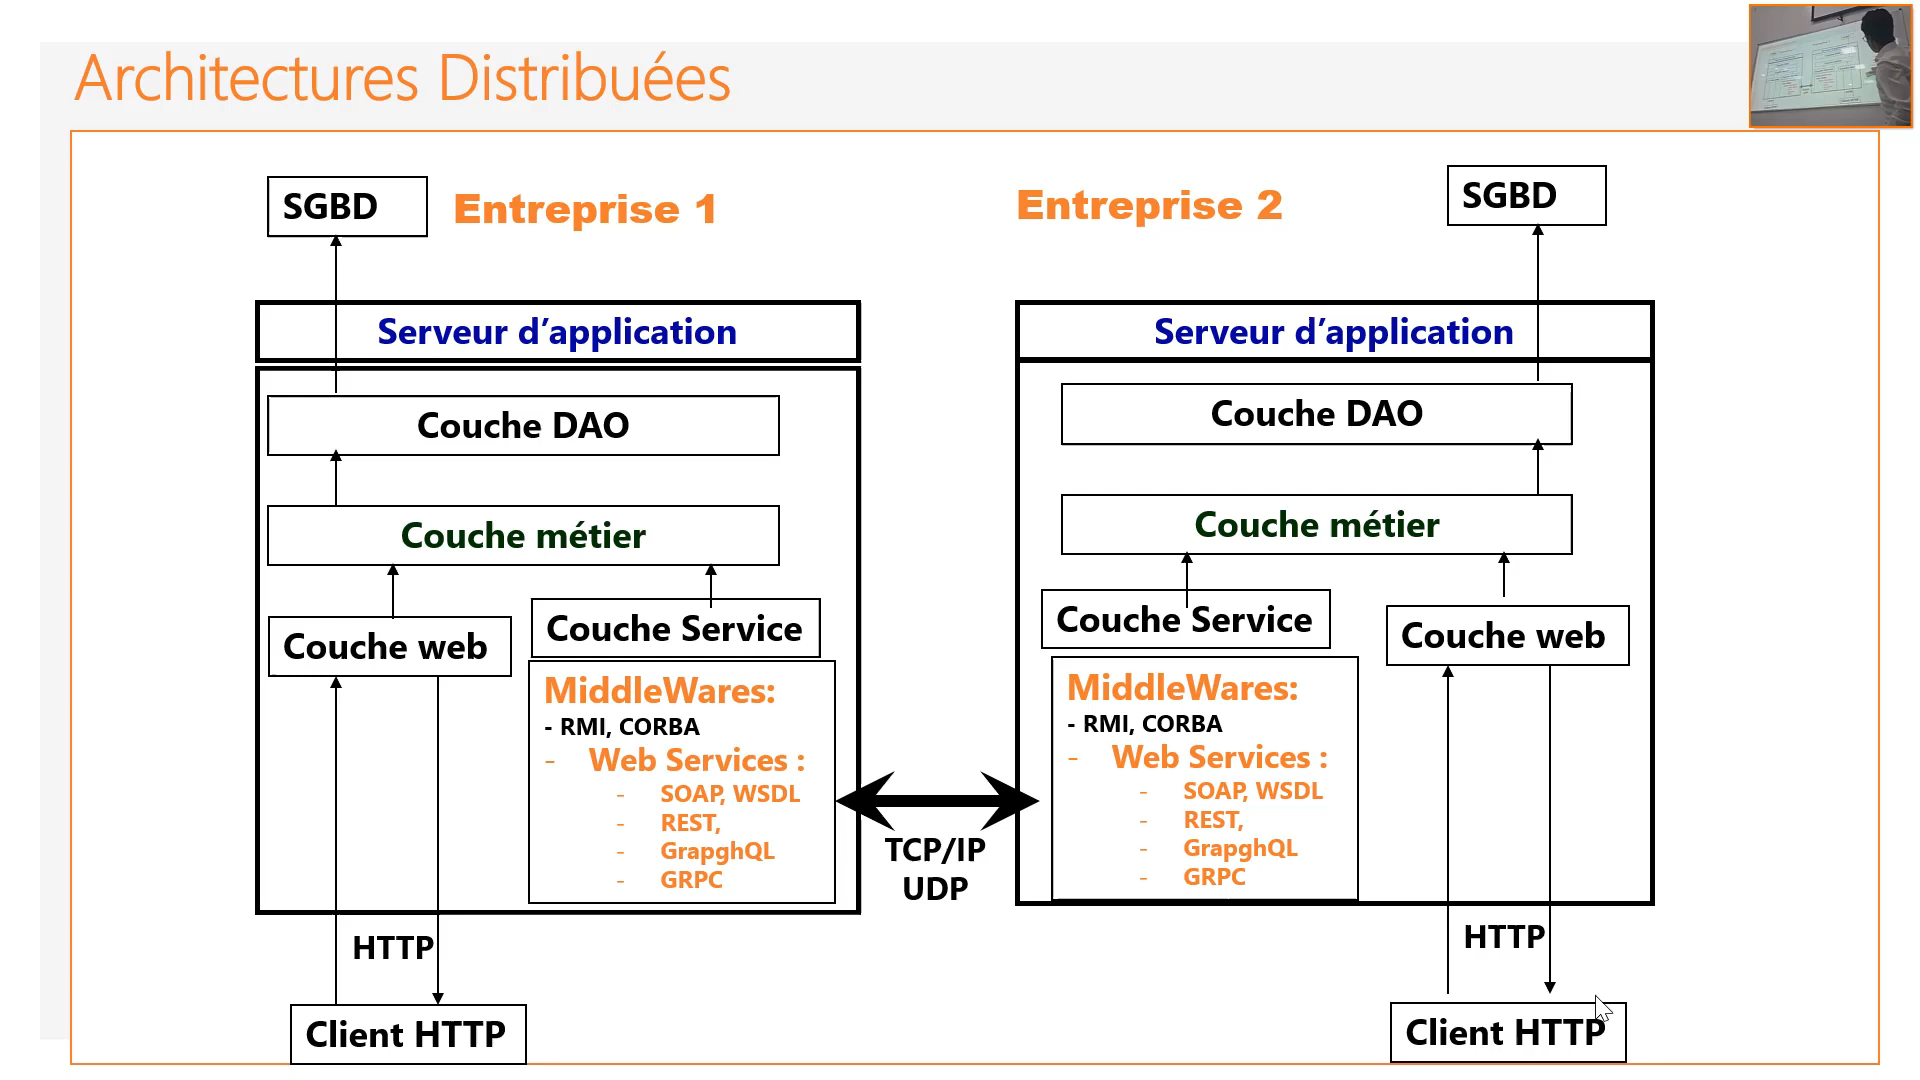 Architectures Distribuées
SGBD
Entreprise 1
Serveur d’application
Couche DAO
Couche métier
Couche web
Couche Service
MiddleWares:
- RMI, CORBA
- Web Services :
- SOAP, WSDL
- REST,
- GrapghQL
- GRPC
HTTP
Client HTTP
TCP/IP
UDP
Entreprise 2
SGBD
Serveur d’application
Couche DAO
Couche métier
Couche Service
Couche web
MiddleWares:
- RMI, CORBA
- Web Services :
- SOAP, WSDL
- REST,
- GrapghQL
- GRPC
HTTP
Client HTTP